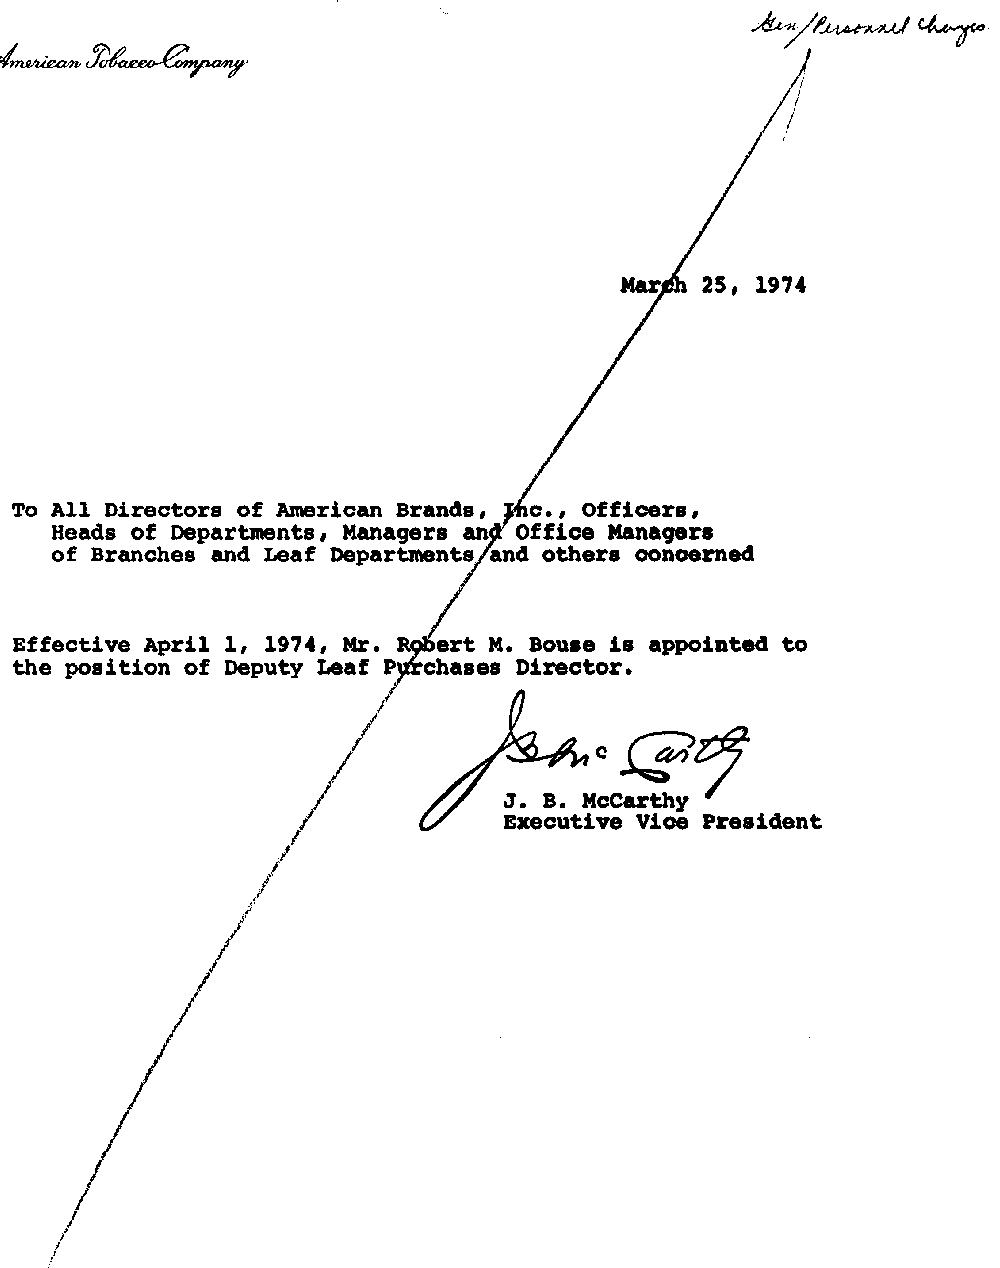 Gen/Personnel Changes
American Tobacco Company
March 25, 1974
To All Directors of American Brands, Inc., Officers,
Heads of Departments, Managers and Office Managers
of Branches and Leaf Departments and others concerned
Effective April 1, 1974, Mr. Robert M. Bouse is appointed to
the position of Deputy Leaf Purchases Director.
J B McCarthy
J. B. McCarthy
Executive Vice President